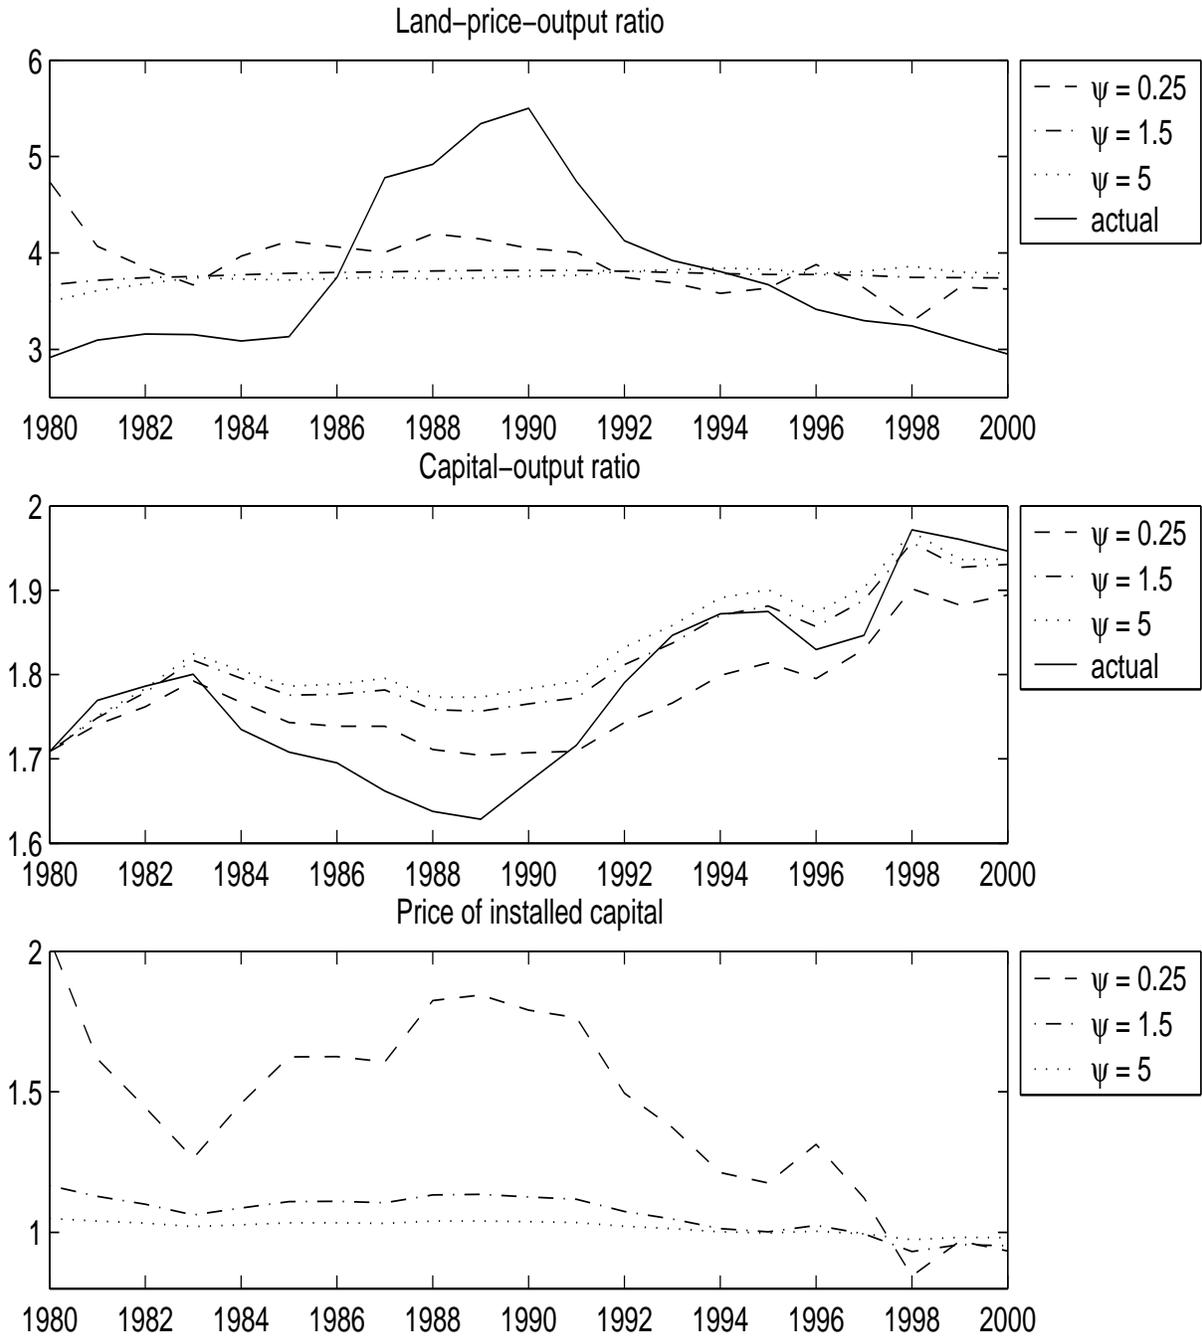 Land−price−output ratio
6
5
4
3
1980 1982 1984 1986 1988 1990 1992 1994 1996 1998 2000
ψ = 0.25
ψ = 1.5
ψ = 5
actual
Capital−output ratio
2
1.9
1.8
1.7
1.6
1980 1982 1984 1986 1988 1990 1992 1994 1996 1998 2000
ψ = 0.25
ψ = 1.5
ψ = 5
actual
Price of installed capital
2
1.5
1
1980 1982 1984 1986 1988 1990 1992 1994 1996 1998 2000
ψ = 0.25
ψ = 1.5
ψ = 5